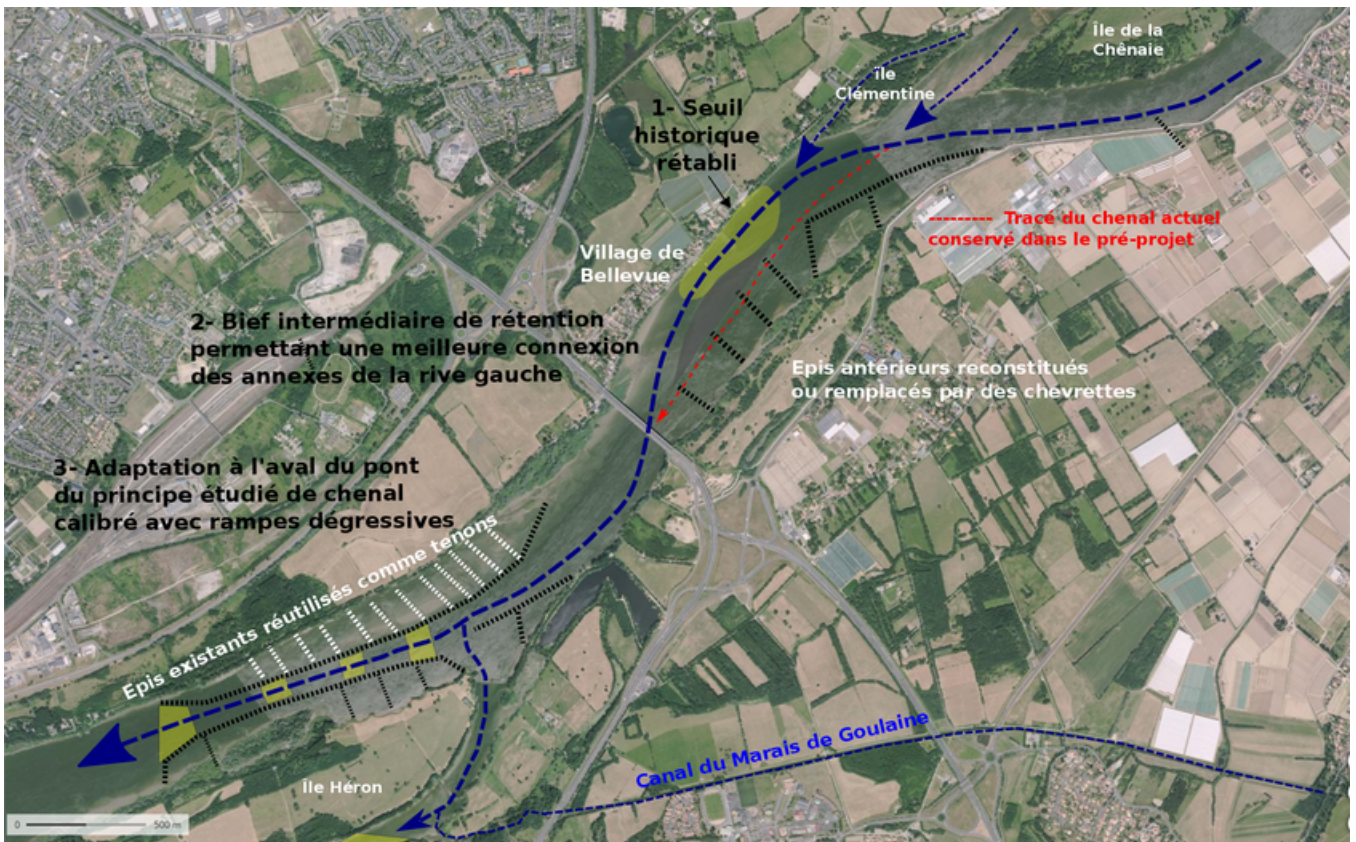 Île de la
Chênaie
île
Clémentine
1- Seuil
historique
rétabli
--------- Tracé du chenal actuel
conservé dans le pré-projet
Village de
Bellevue
2- Bief intermédiaire de rétention
permettant une meilleure connexion
des annexes de la rive gauche
Epis antérieurs reconstitués
ou remplacés par des chevrettes
3- Adaptation à l'aval du pont
du principe étudié de chenal
calibré avec rampes dégressives
Epis existants réutilisés comme tenons
Canal du Marais de Goulaine
Île Héron
0 500 m